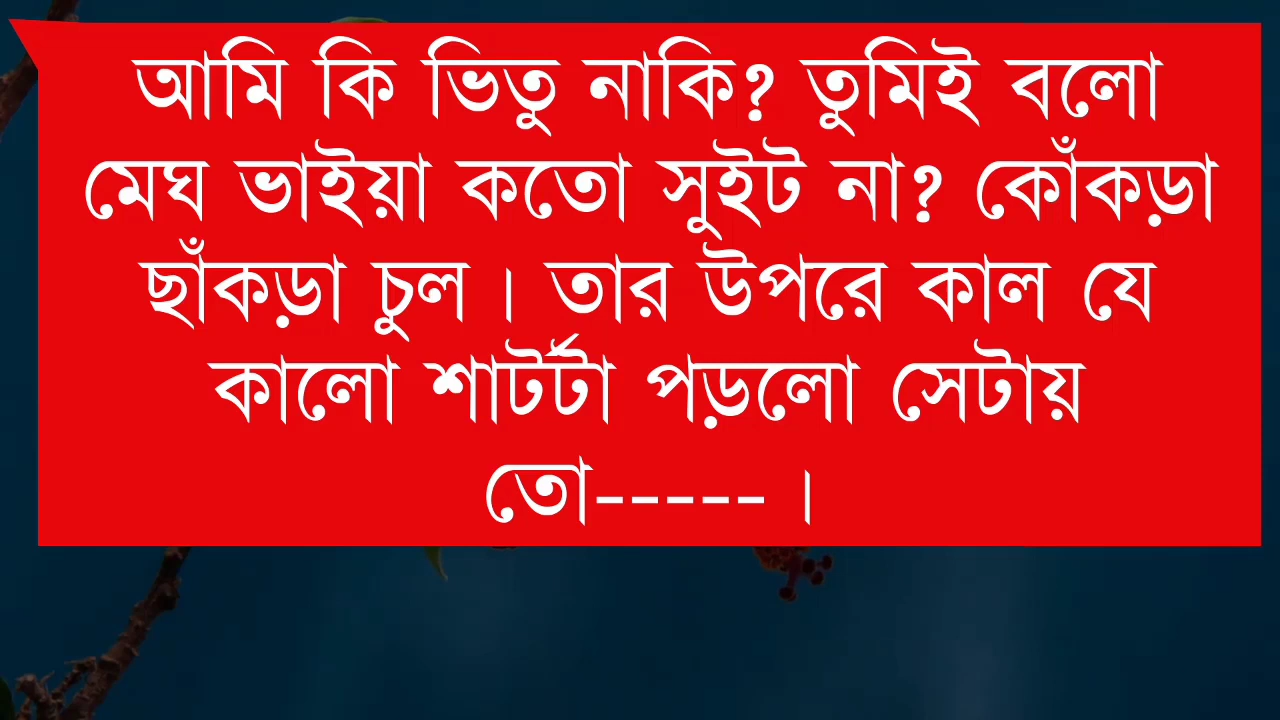 আমি কি ভিতু নাকি? তুমিই বলো
মেঘ ভাইয়া কতো সুইট না? কোঁকড়া
ছাঁকড়া চুল। তার উপরে কাল যে
কালো শার্টটা পড়লো সেটায়
তো-----।